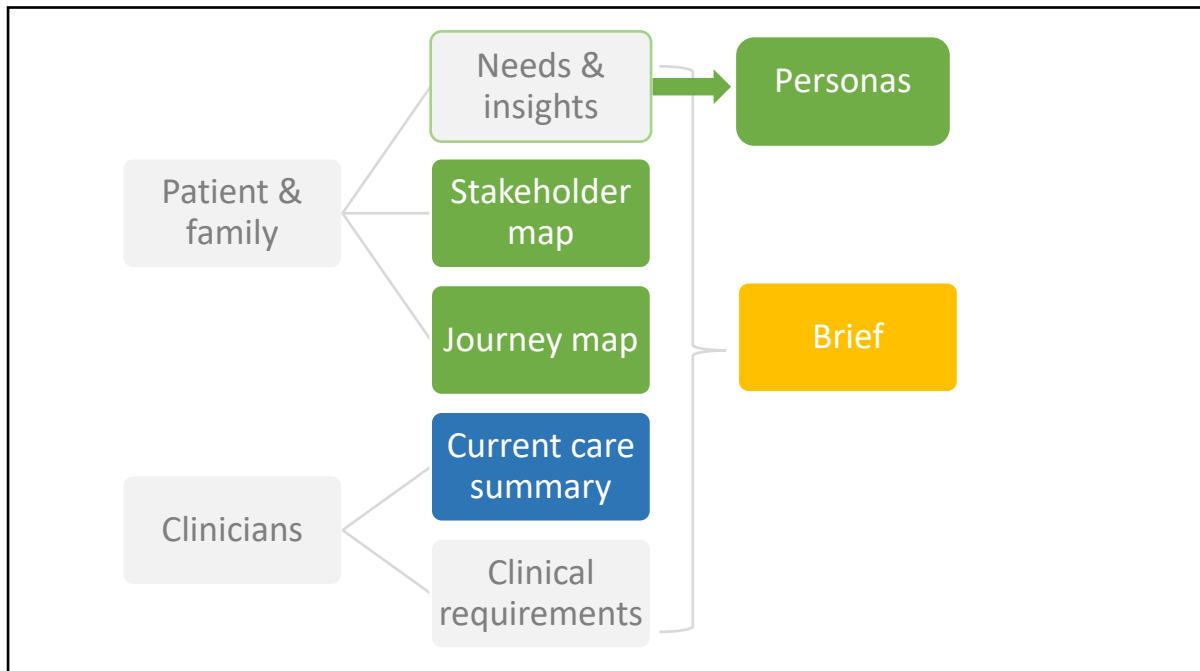 Needs &
insights
Personas
Patient &
family
Stakeholder
map
Journey map
Brief
Current care
summary
Clinicians
Clinical
requirements